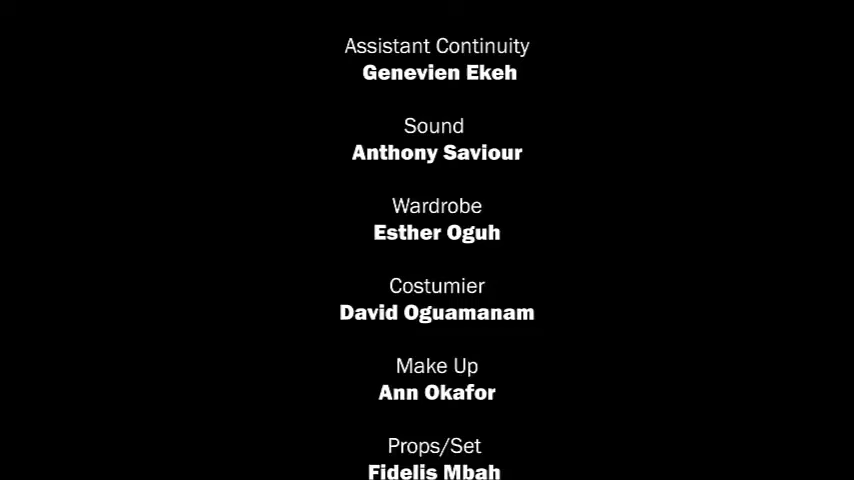 Assistant Continuity
Genevien Ekeh
Sound
Anthony Saviour
Wardrobe
Esther Oguh
Costumier
David Oguamanam
Make Up
Ann Okafor
Props/Set
Fidelis Mbah